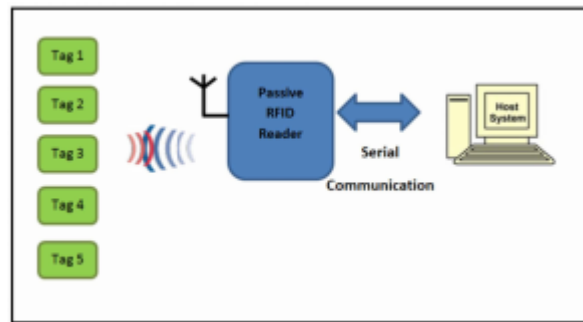 Tag 1
Tag 2
Tag 3
Tag 4
Tag 5
Passive
RFID
Reader
Serial
Communication
Host
System